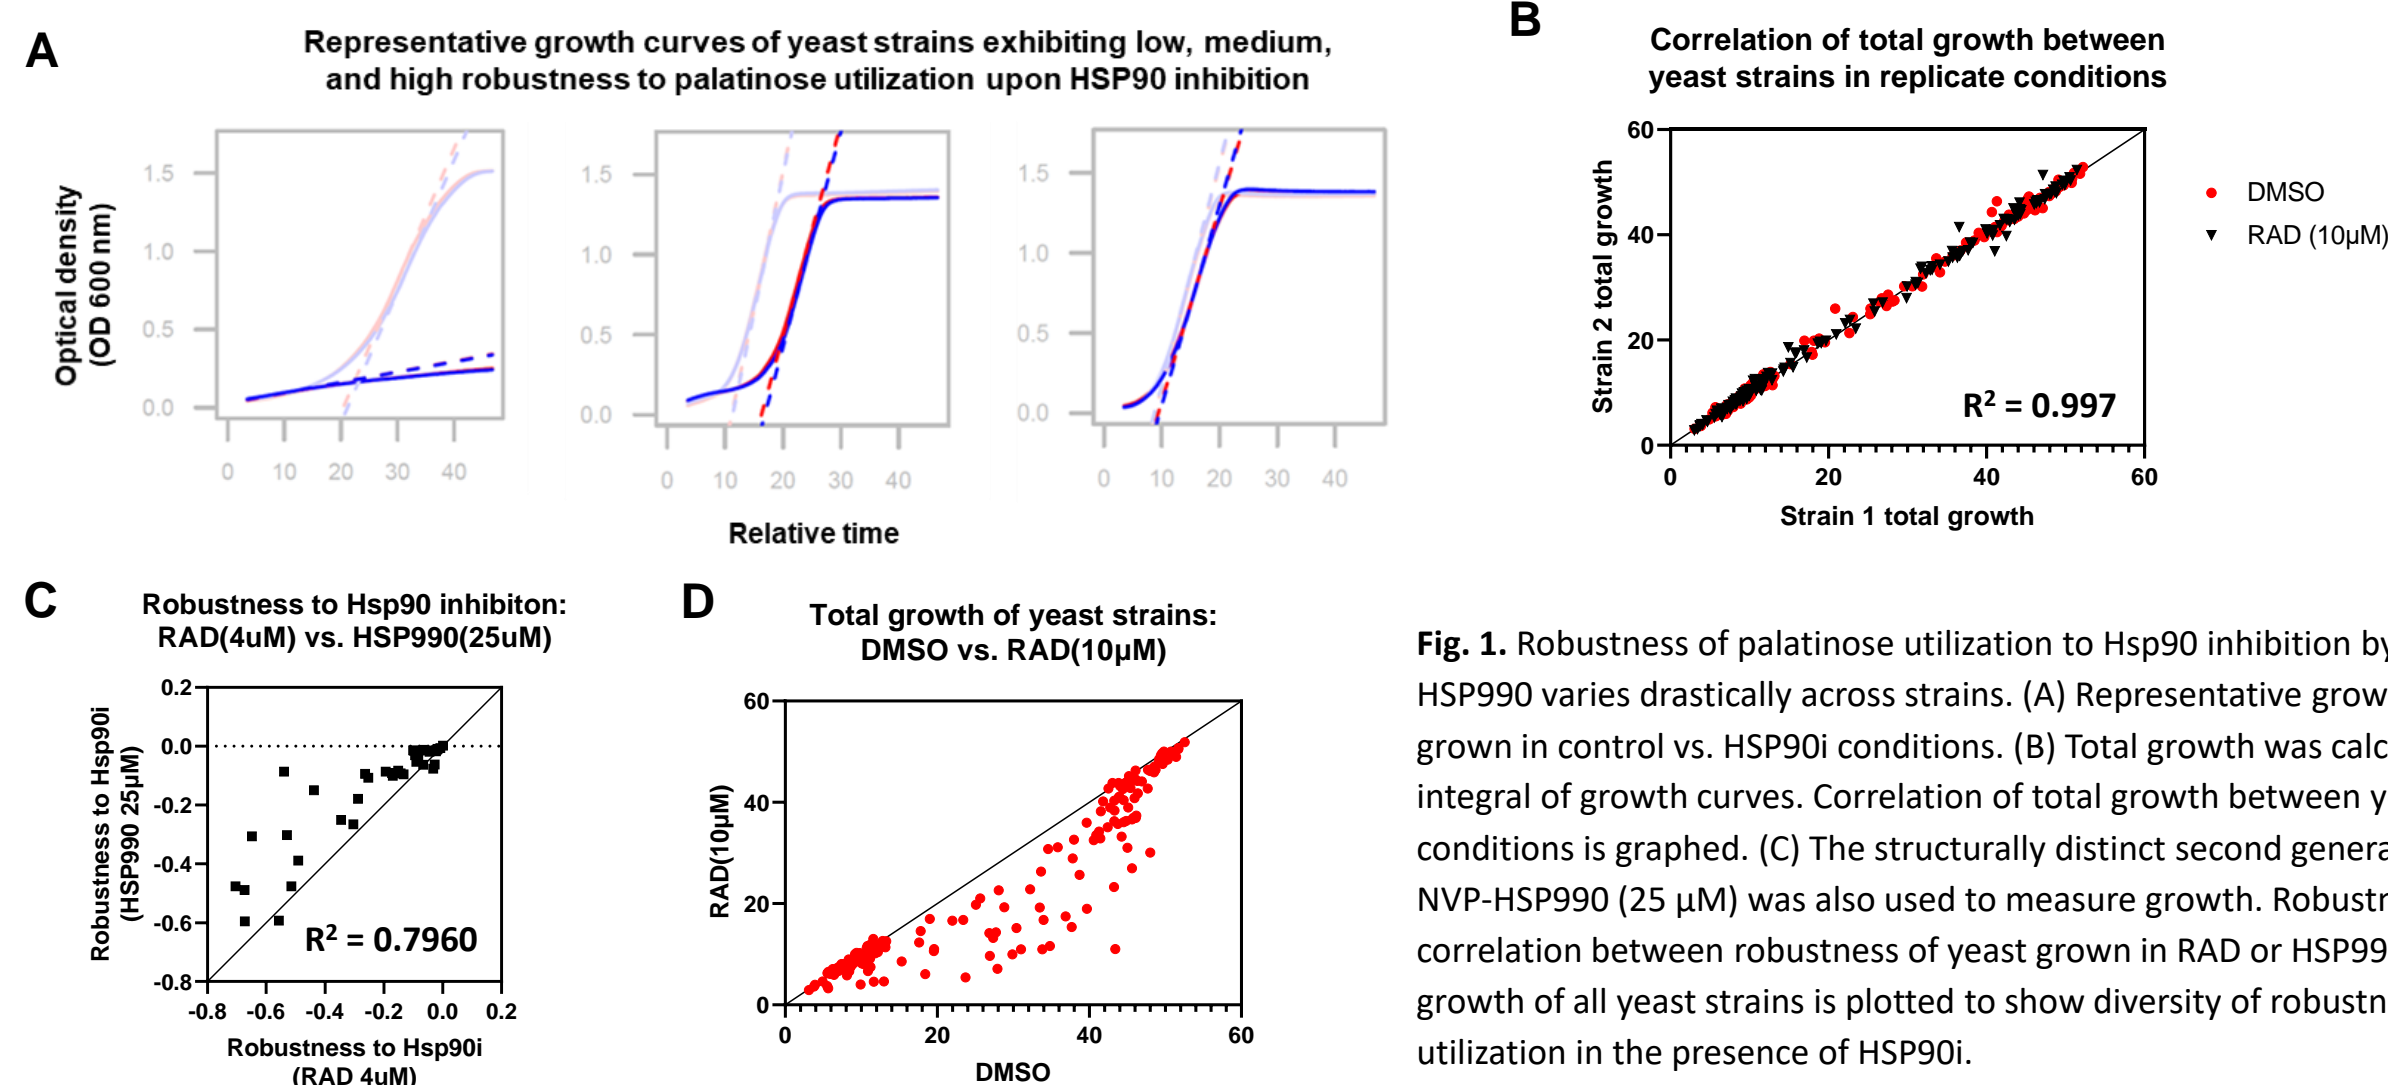 A
Representative growth curves of yeast strains exhibiting low, medium,
and high robustness to palatinose utilization upon HSP90 inhibition
Optical density
(OD 600 nm)
1.5
1.0
0.5
0.0
0 10 20 30 40
1.5
1.0
0.5
0.0
0 10 20 30 40
1.5
1.0
0.5
0.0
0 10 20 30 40
Relative time
B
Correlation of total growth between
yeast strains in replicate conditions
Strain 2 total growth
60
40
20
0
0 20 40 60
R² = 0.997
Strain 1 total growth
DMSO
RAD (10µM)
C
Robustness to Hsp90 inhibiton:
RAD(4uM) vs. HSP990(25uM)
Robustness to Hsp90i
(HSP990 25µM)
0.2
0.0
-0.2
-0.4
-0.6
-0.8
R² = 0.7960
-0.8 -0.6 -0.4 -0.2 0.0 0.2
Robustness to Hsp90i
(RAD 4uM)
D
Total growth of yeast strains:
DMSO vs. RAD(10µM)
RAD(10µM)
60
40
20
0
0 20 40 60
DMSO
Fig. 1. Robustness of palatinose utilization to Hsp90 inhibition by
HSP990 varies drastically across strains. (A) Representative grow
grown in control vs. HSP90i conditions. (B) Total growth was calc
integral of growth curves. Correlation of total growth between y
conditions is graphed. (C) The structurally distinct second genera
NVP-HSP990 (25 µM) was also used to measure growth. Robustn
correlation between robustness of yeast grown in RAD or HSP99
growth of all yeast strains is plotted to show diversity of robustn
utilization in the presence of HSP90i.